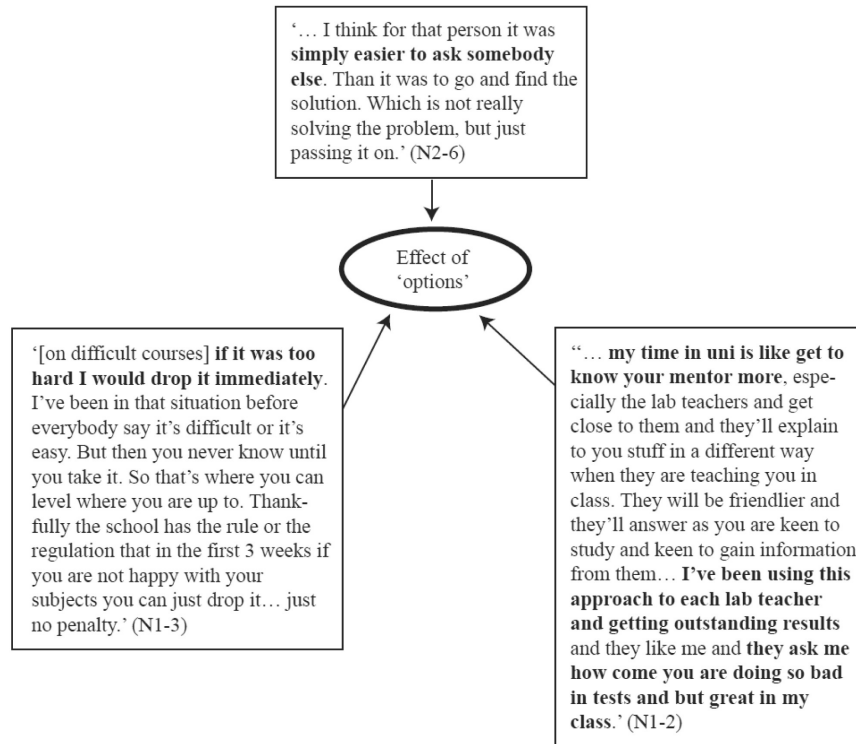 ‘… I think for that person it was
simply easier to ask somebody
else. Than it was to go and find the
solution. Which is not really
solving the problem, but just
passing it on.’ (N2-6)
Effect of
‘options’
‘[on difficult courses] if it was too
hard I would drop it immediately.
I’ve been in that situation before
everybody say it’s difficult or it’s
easy. But then you never know until
you take it. So that’s where you can
level where you are up to. Thank-
fully the school has the rule or the
regulation that in the first 3 weeks if
you are not happy with your
subjects you can just drop it… just
no penalty.’ (N1-3)
‘‘… my time in uni is like get to
know your mentor more, espe-
cially the lab teachers and get
close to them and they’ll explain
to you stuff in a different way
when they are teaching you in
class. They will be friendlier and
they’ll answer as you are keen to
study and keen to gain information
from them… I’ve been using this
approach to each lab teacher
and getting outstanding results
and they like me and they ask me
how come you are doing so bad
in tests and but great in my
class.’ (N1-2)